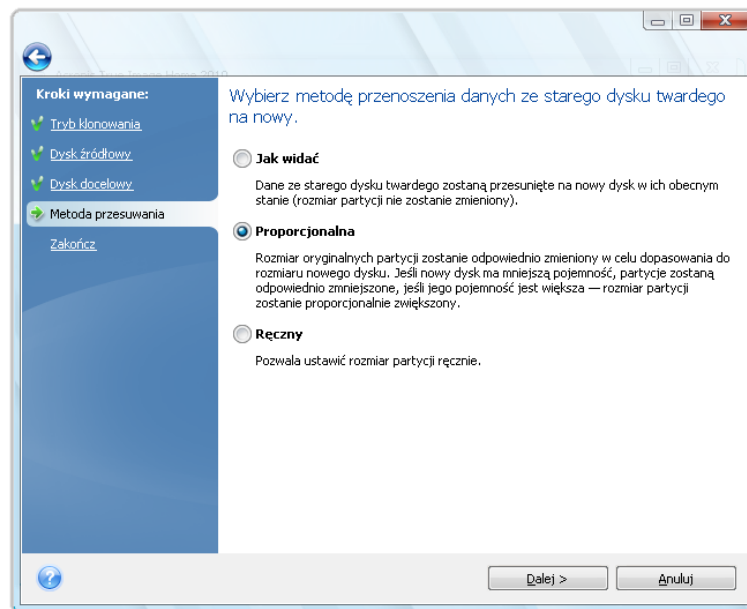 Kroki wymagane:
Tryb klonowania
Dysk źródłowy
Dysk docelowy
Metoda przesuwania
Zakończ
Wybierz metodę przenoszenia danych ze starego dysku twardego
na nowy.
Jak widać
Dane ze starego dysku twardego zostaną przesunięte na nowy dysk w ich obecnym
stanie (rozmiar partycji nie zostanie zmieniony).
Proporcjonalna
Rozmiar oryginalnych partycji zostanie odpowiednio zmieniony w celu dopasowania do
rozmiaru nowego dysku. Jeśli nowy dysk ma mniejszą pojemność, partycje zostaną
odpowiednio zmniejszone, jeśli jego pojemność jest większa — rozmiar partycji
zostanie proporcjonalnie zwiększony.
Ręczny
Pozwala ustawić rozmiar partycji ręcznie.
Dalej >
Anuluj